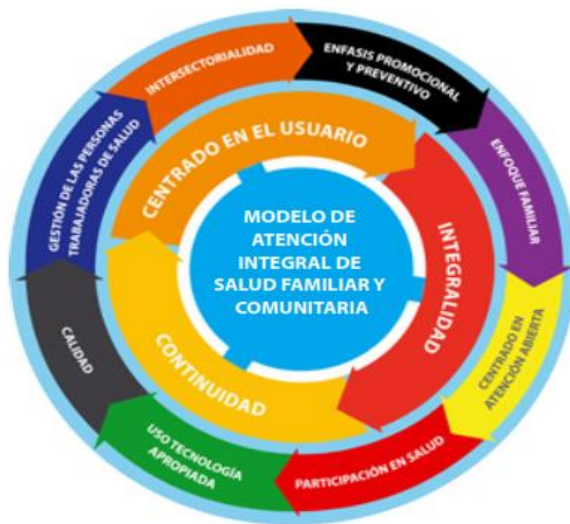 MODELO DE
ATENCIÓN
INTEGRAL DE
SALUD FAMILIAR Y
COMUNITARIA
CENTRADO EN EL USUARIO
INTEGRALIDAD
CONTINUIDAD
INTERSECTORIALIDAD
ENFASIS PROMOCIONAL
Y PREVENTIVO
ENFOQUE FAMILIAR
CENTRADO EN
ATENCIÓN ABIERTA
PARTICIPACIÓN EN SALUD
USO TECNOLOGÍA
APROPIADA
CALIDAD
GESTIÓN DE LAS PERSONAS
TRABAJADORAS DE SALUD